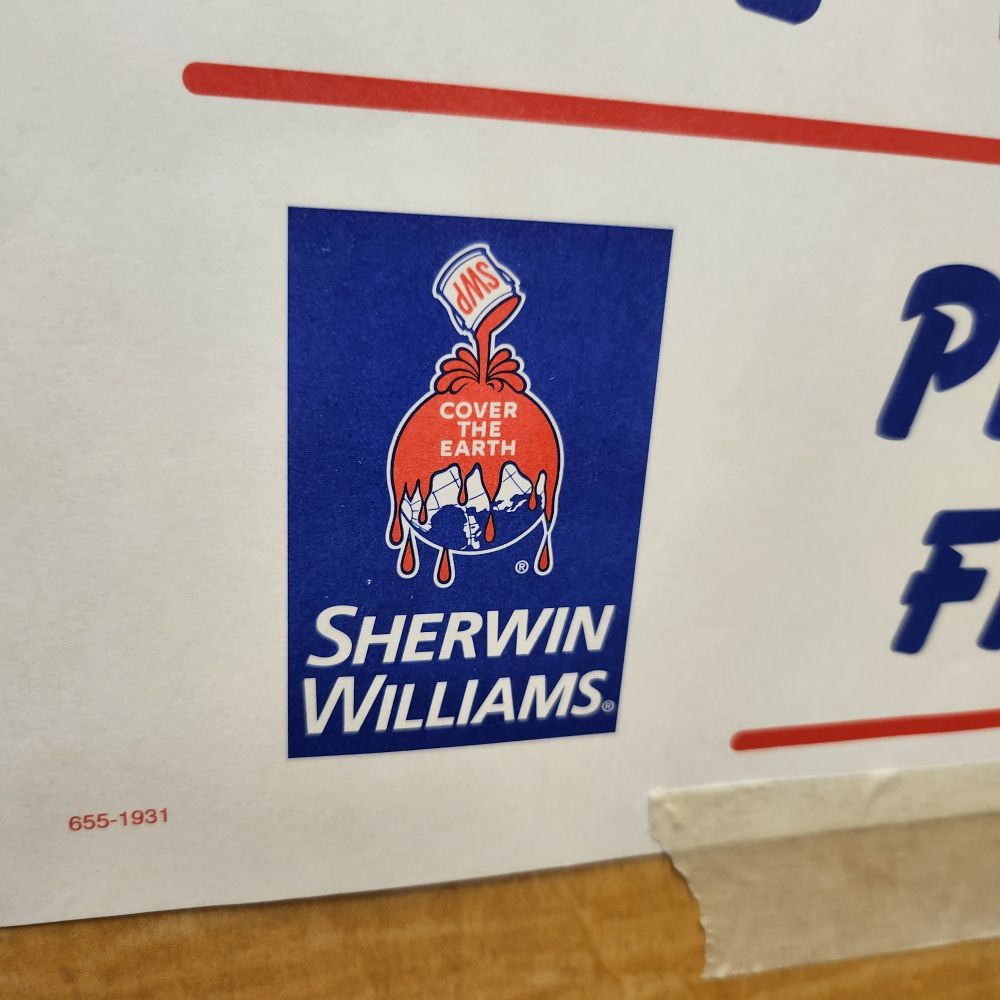 SWP
COVER
THE
EARTH
®
SHERWIN
WILLIAMS®
655-1931